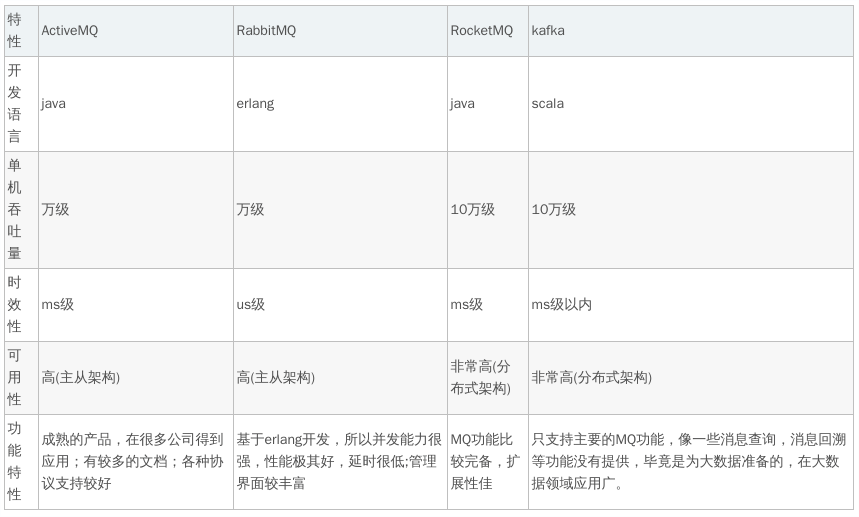 特
性
ActiveMQ
RabbitMQ
RocketMQ
kafka
开
发
语
言
java
erlang
java
scala
单
机
吞
吐
量
万级
万级
10万级
10万级
时
效
性
ms级
us级
ms级
ms级以内
可
用
性
高(主从架构)
高(主从架构)
非常高(分
布式架构)
非常高(分布式架构)
功
能
特
性
成熟的产品，在很多公司得到
应用；有较多的文档；各种协
议支持较好
基于erlang开发，所以并发能力很
强，性能极其好，延时很低;管理
界面较丰富
MQ功能比
较完备，扩
展性佳
只支持主要的MQ功能，像一些消息查询，消息回溯
等功能没有提供，毕竟是为大数据准备的，在大数
据领域应用广。